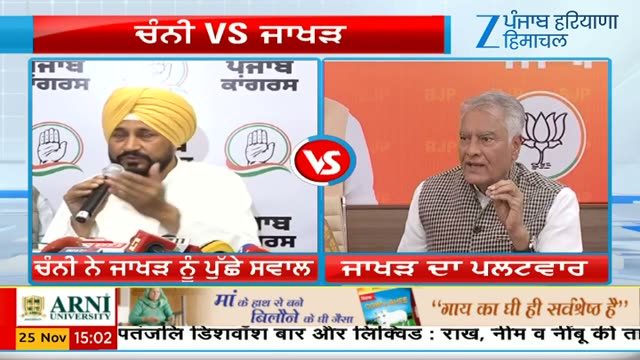 ਚੰਨੀ VS ਜਾਖੜ
ਪੰਜਾਬ ਹਰਿਆਣਾ
ਹਿਮਾਚਲ
ਪੰਜਾਬ
ਕਾਂਗਰਸ
BJP
BJP
VS
ਪੰਜਾਬ
ਕਾਂਗਰਸ
ਚੰਨੀ ਨੇ ਜਾਖੜ ਨੂੰ ਪੁੱਛੇ ਸਵਾਲ
ਜਾਖੜ ਦਾ ਪਲਟਵਾਰ
ARNI
UNIVERSITY
माँ के हाथ से बने
बिलौने के घी जैसा
“गाय का घी ही सर्वश्रेष्ठ है”
25 Nov 15:02 पतंजलि डिशवॉश बार और लिक्विड : राख, नीम व नींबू की ता